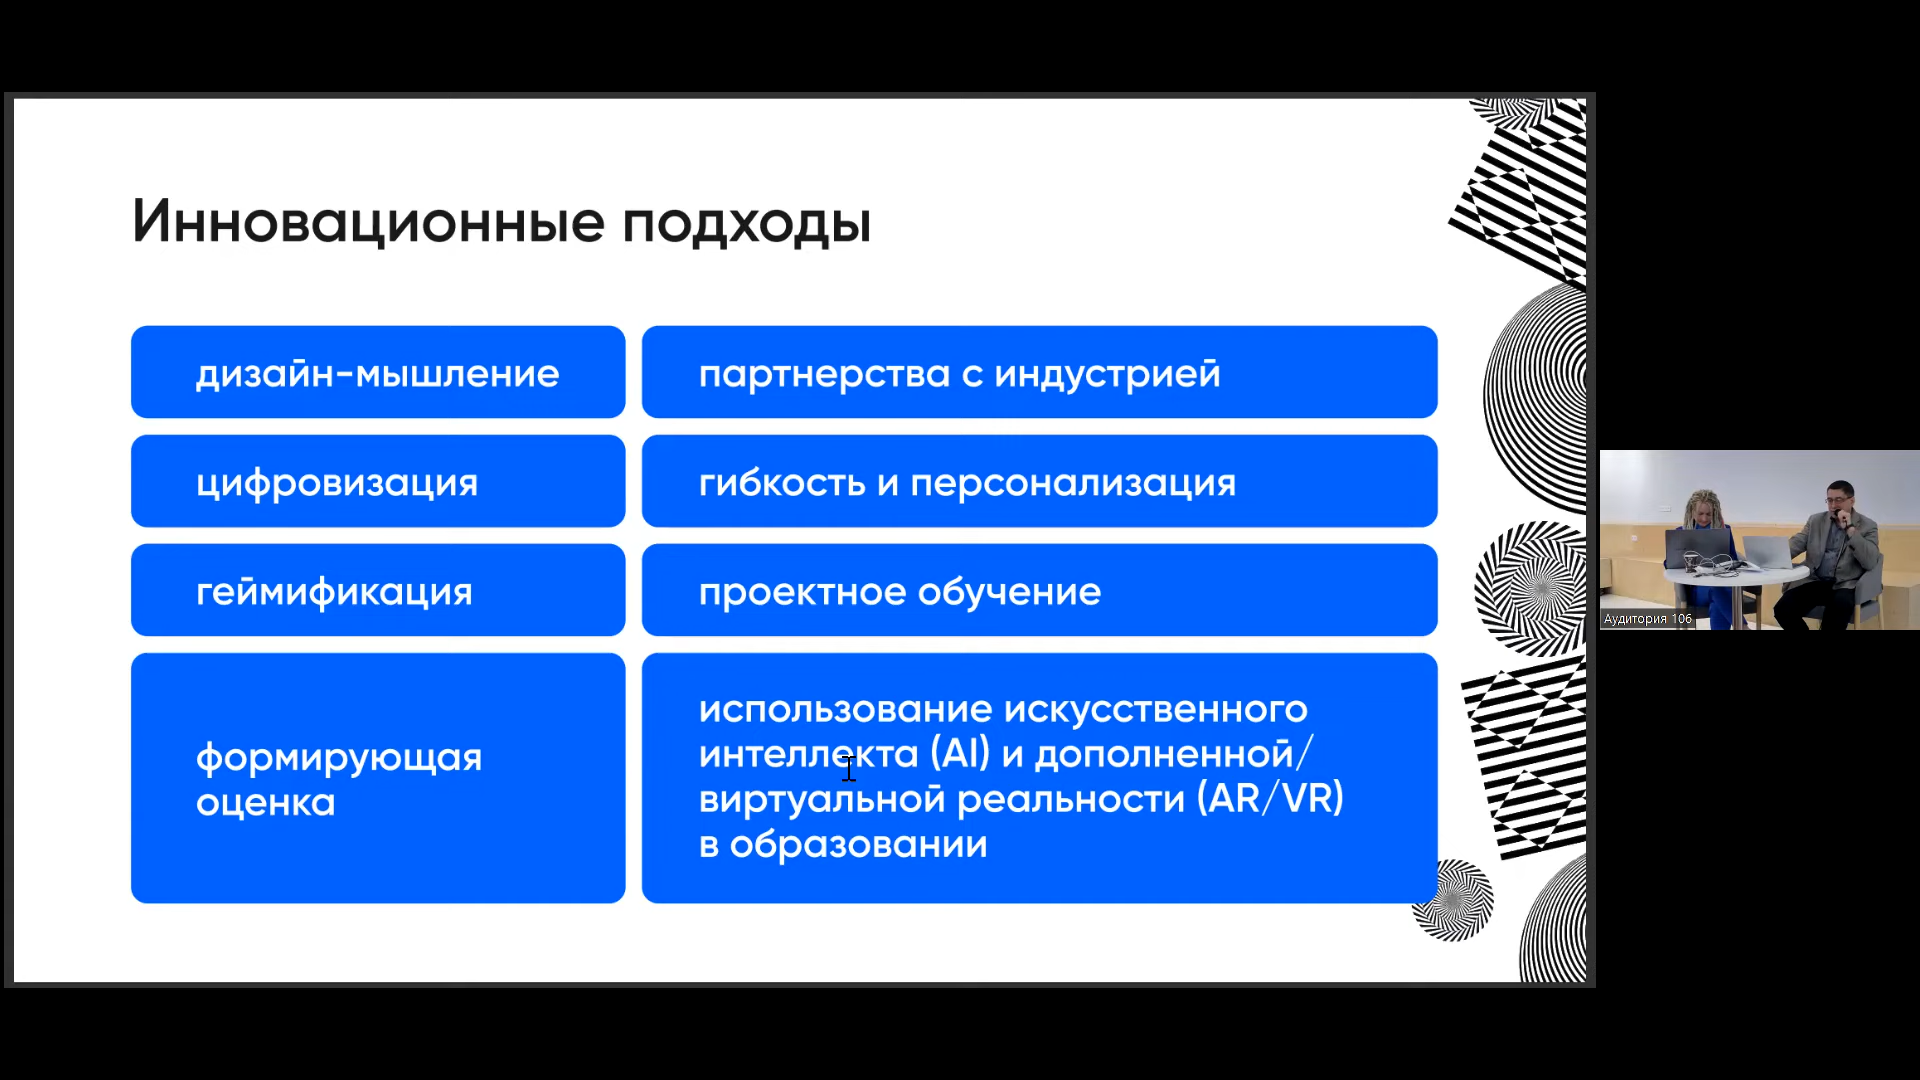 Инновационные подходы
дизайн-мышление
партнерства с индустрией
цифровизация
гибкость и персонализация
геймификация
проектное обучение
формирующая
оценка
использование искусственного
интеллекта (AI) и дополненной/
виртуальной реальности (AR/VR)
в образовании
Аудитория 106